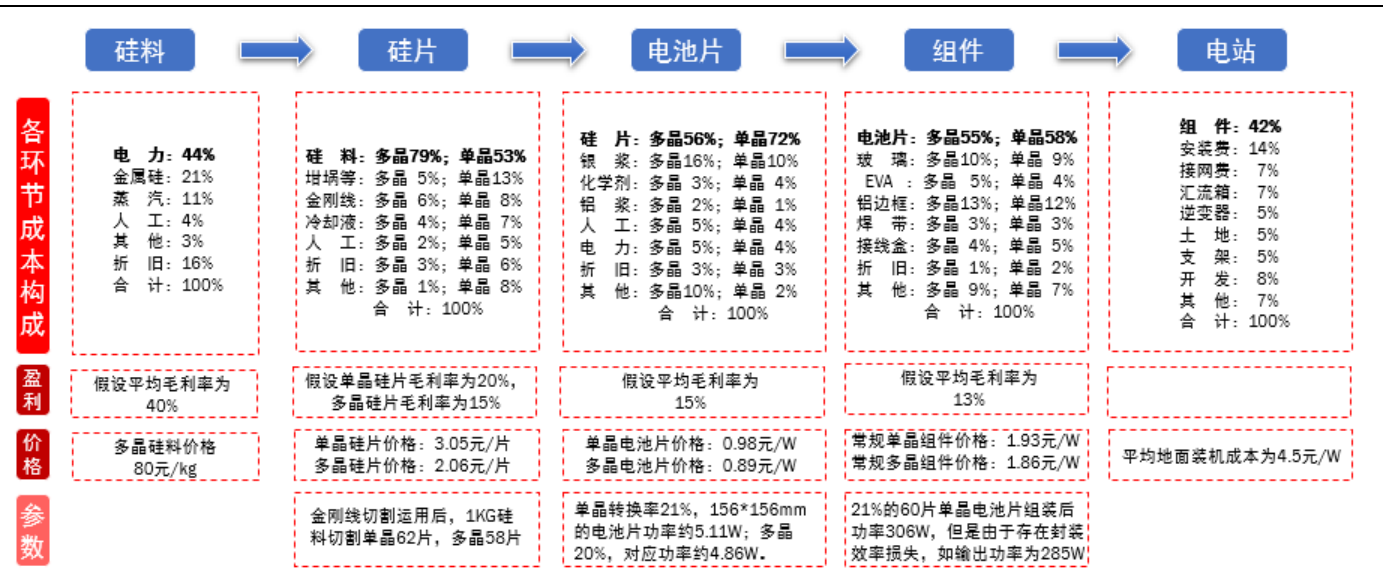 硅料
硅片
电池片
组件
电站
各环节成本构成
电 力：44%
金属硅：21%
蒸 汽：11%
人 工：4%
其 他：3%
折 旧：16%
合 计：100%
硅 料：多晶79%；单晶53%
坩埚等：多晶 5%；单晶13%
金刚线：多晶 6%；单晶 8%
冷却液：多晶 4%；单晶 7%
人 工：多晶 2%；单晶 5%
折 旧：多晶 3%；单晶 6%
其 他：多晶 1%；单晶 8%
合 计：100%
硅 片：多晶56%；单晶72%
银 浆：多晶16%；单晶10%
化学剂：多晶 3%；单晶 4%
铝 浆：多晶 2%；单晶 1%
人 工：多晶 5%；单晶 4%
电 力：多晶 5%；单晶 4%
折 旧：多晶 3%；单晶 3%
其 他：多晶10%；单晶 2%
合 计：100%
电池片：多晶55%；单晶58%
玻 璃：多晶10%；单晶 9%
EVA ：多晶 5%；单晶 4%
铝边框：多晶13%；单晶12%
焊 带：多晶 3%；单晶 3%
接线盒：多晶 4%；单晶 5%
折 旧：多晶 1%；单晶 2%
其 他：多晶 9%；单晶 7%
合 计：100%
组 件：42%
安装费：14%
接网费： 7%
汇流箱： 7%
逆变器： 5%
土 地： 5%
支 架： 5%
开 发： 8%
其 他： 7%
合 计：100%
盈利
假设平均毛利率为
40%
假设单晶硅片毛利率为20%，
多晶硅片毛利率为15%
假设平均毛利率为
15%
假设平均毛利率为
13%
价格
多晶硅料价格
80元/kg
单晶硅片价格：3.05元/片
多晶硅片价格：2.06元/片
单晶电池片价格：0.98元/W
多晶电池片价格：0.89元/W
常规单晶组件价格：1.93元/W
常规多晶组件价格：1.86元/W
平均地面装机成本为4.5元/W
参数
金刚线切割运用后，1KG硅
料切割单晶62片，多晶58片
单晶转换率21%，156*156mm
的电池片功率约5.11W；多晶
20%，对应功率约4.86W.
21%的60片单晶电池片组装后
功率306W，但是由于存在封装
效率损失，如输出功率为285W